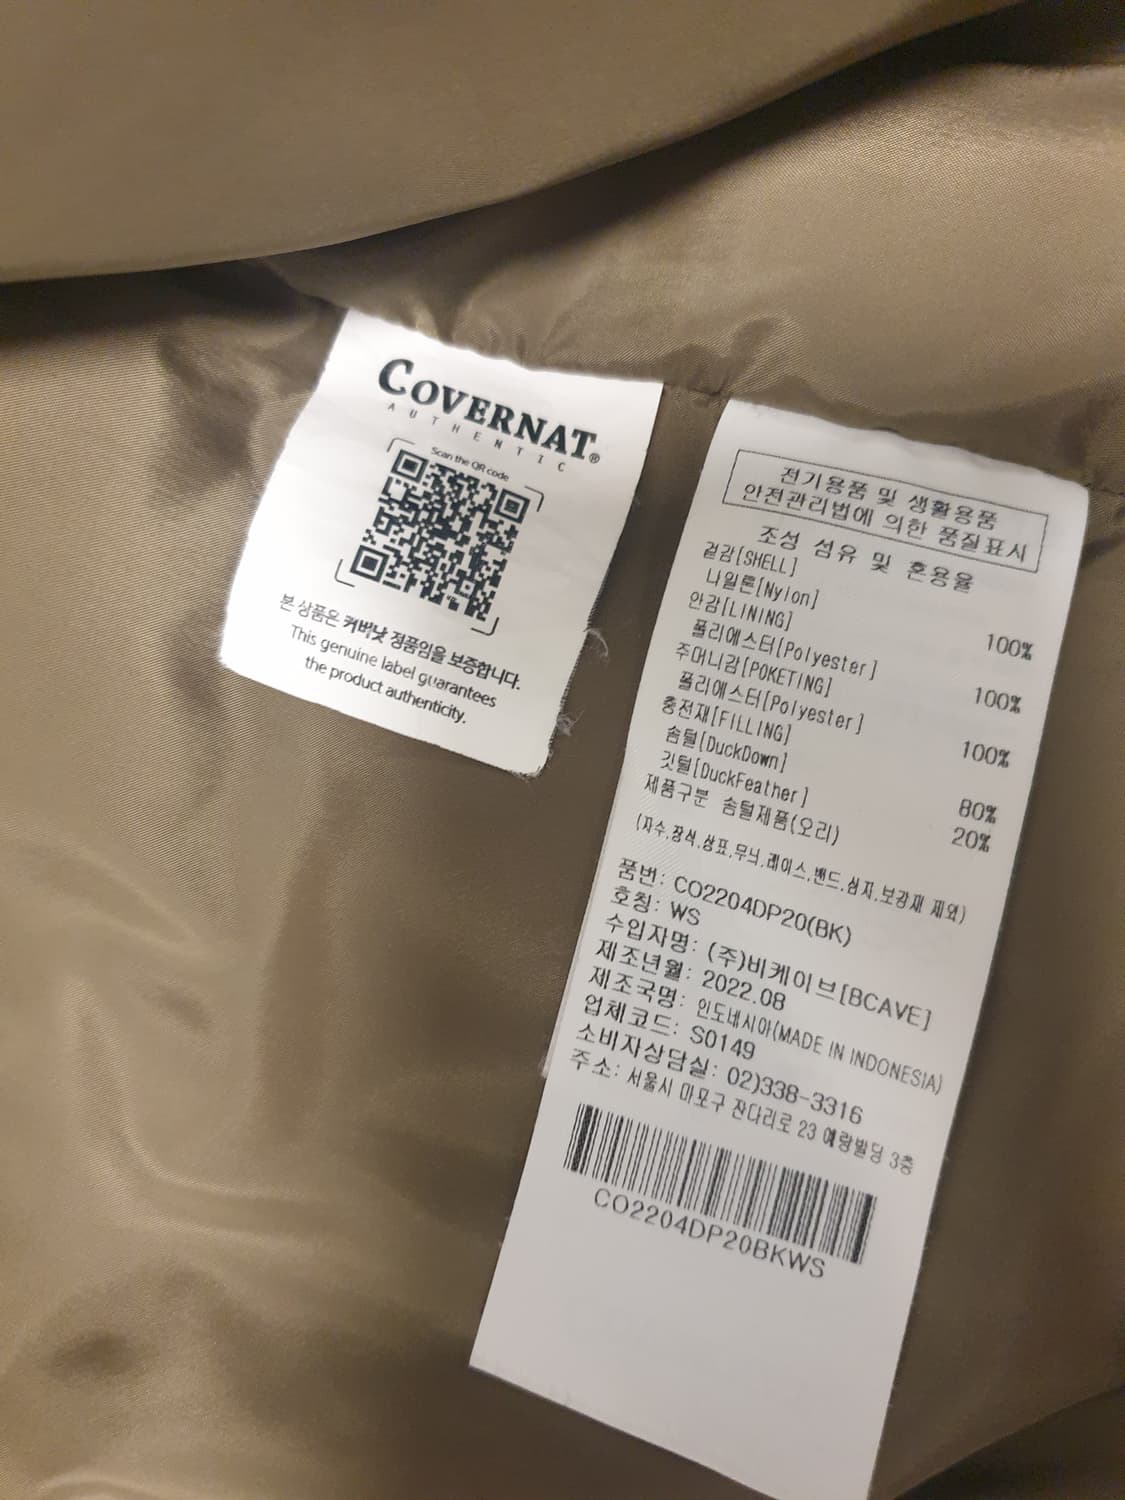 COVERNAT®
AUTHENTIC
Scan the QR code
본 상품은 커버낫 정품임을 보증합니다.
This genuine label guarantees
the product authenticity.
전기용품 및 생활용품
안전관리법에 의한 품질표시
조성 섬유 및 혼용율
겉감[SHELL]
나일론[Nylon] 100%
안감[LINING]
폴리에스터[Polyester] 100%
주머니감[POKETING]
폴리에스터[Polyester] 100%
충전재[FILLING]
솜털[DuckDown] 80%
깃털[DuckFeather] 20%
제품구분 솜털제품(오리)
(자수,장식,상표,무늬,레이스,밴드,심지,보강재 제외)
품번: CO2204DP20(BK)
호칭: WS
수입자명: (주)비케이브[BCAVE]
제조년월: 2022.08
제조국명: 인도네시아(MADE IN INDONESIA)
업체코드: S0149
소비자상담실: 02)338-3316
주소: 서울시 마포구 잔다리로 23 예랑빌딩 3층
CO2204DP20BKWS